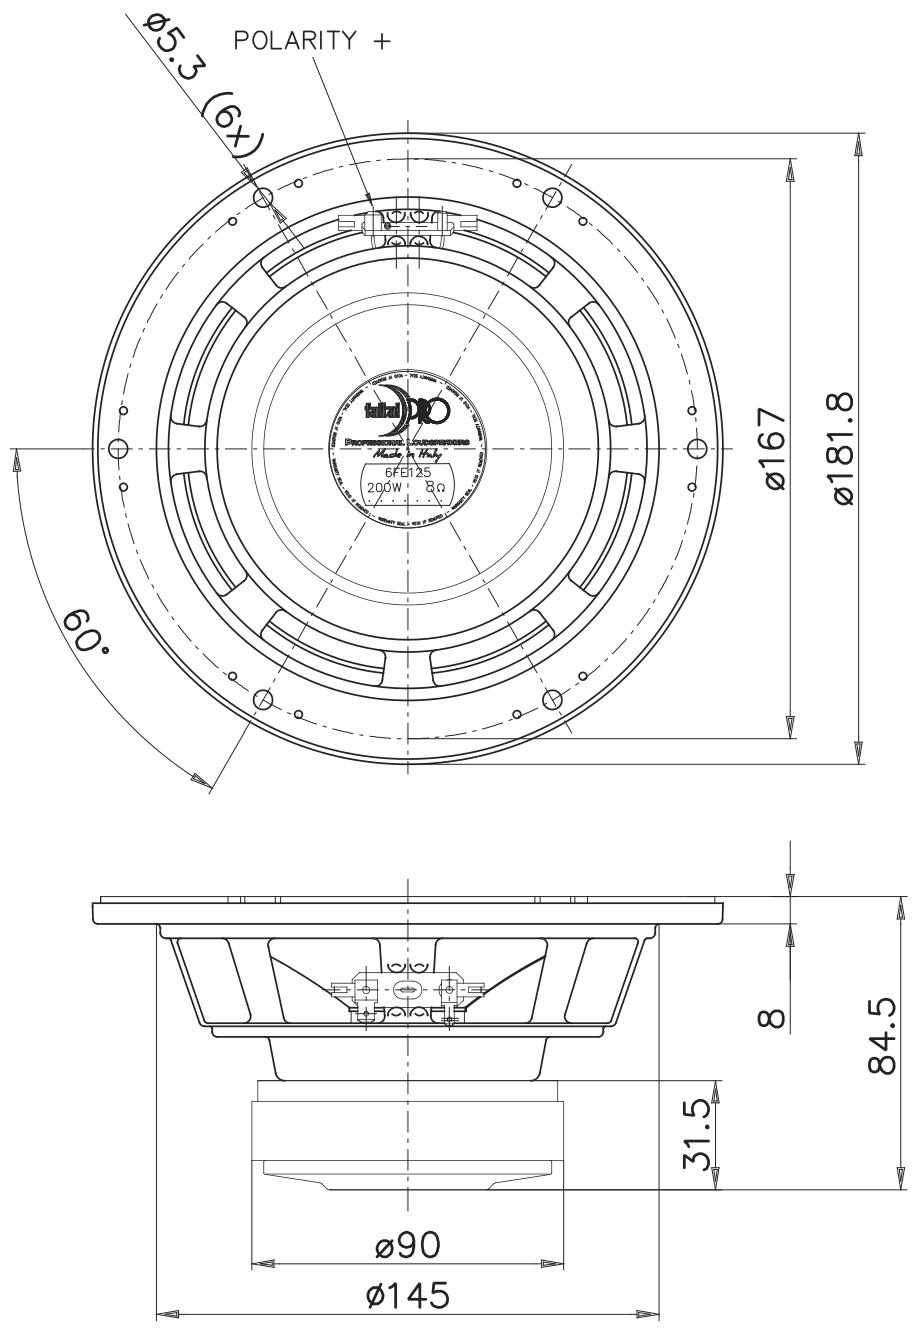 ø5.3 (6x)
POLARITY +
faital PRO
PROFESSIONAL LOUDSPEAKERS
Made in Italy
6FE125
200W 8Ω
ø167
ø181.8
60°
8
84.5
31.5
ø90
ø145